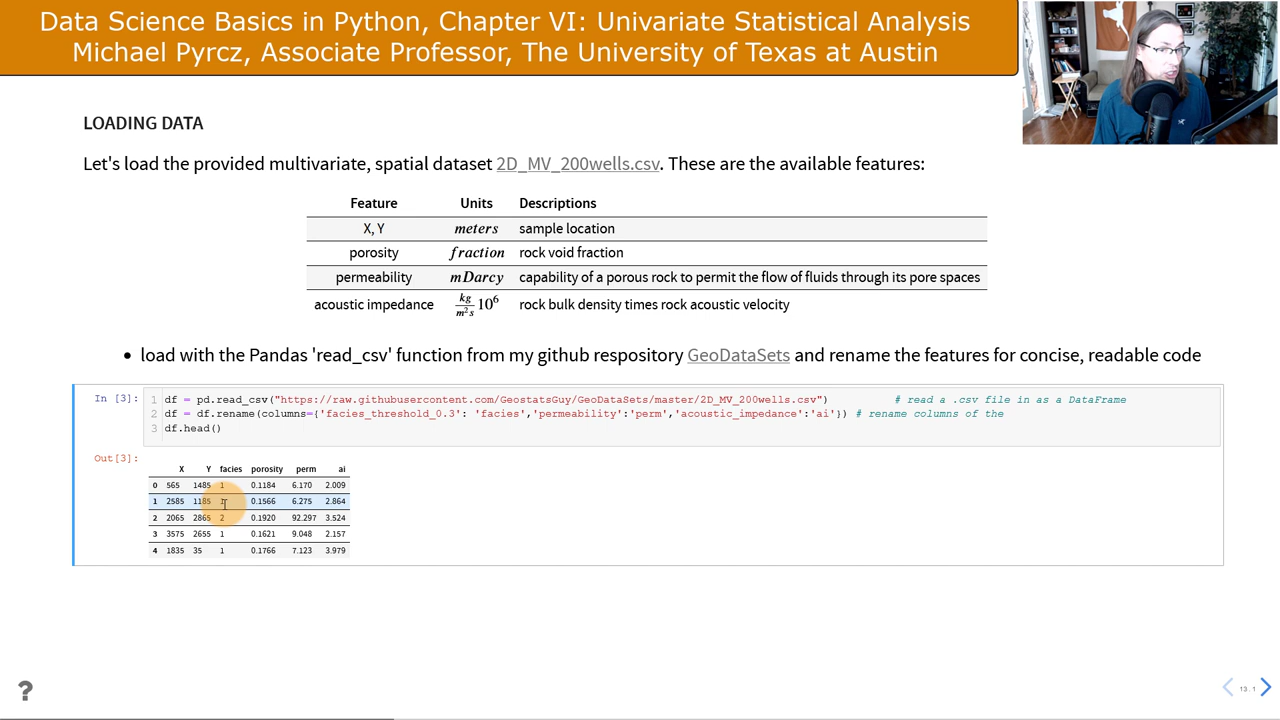 Data Science Basics in Python, Chapter VI: Univariate Statistical Analysis
Michael Pyrcz, Associate Professor, The University of Texas at Austin
LOADING DATA
Let's load the provided multivariate, spatial dataset 2D_MV_200wells.csv. These are the available features:
Feature Units Descriptions
X, Y meters sample location
porosity fraction rock void fraction
permeability mDarcy capability of a porous rock to permit the flow of fluids through its pore spaces
acoustic impedance kg/m²s 10⁶ rock bulk density times rock acoustic velocity
• load with the Pandas 'read_csv' function from my github respository GeoDataSets and rename the features for concise, readable code
In [3]: 1 df = pd.read_csv("https://raw.githubusercontent.com/GeostatsGuy/GeoDataSets/master/2D_MV_200wells.csv") # read a .csv file in as a DataFrame
2 df = df.rename(columns={'facies_threshold_0.3': 'facies','permeability':'perm','acoustic_impedance':'ai'}) # rename columns of the
3 df.head()
Out[3]:
X Y facies porosity perm ai
0 565 1485 1 0.1184 6.170 2.009
1 2585 1185 0.1566 6.275 2.864
2 2065 2865 2 0.1920 92.297 3.524
3 3575 2655 1 0.1621 9.048 2.157
4 1835 35 1 0.1766 7.123 3.979
?
13.1